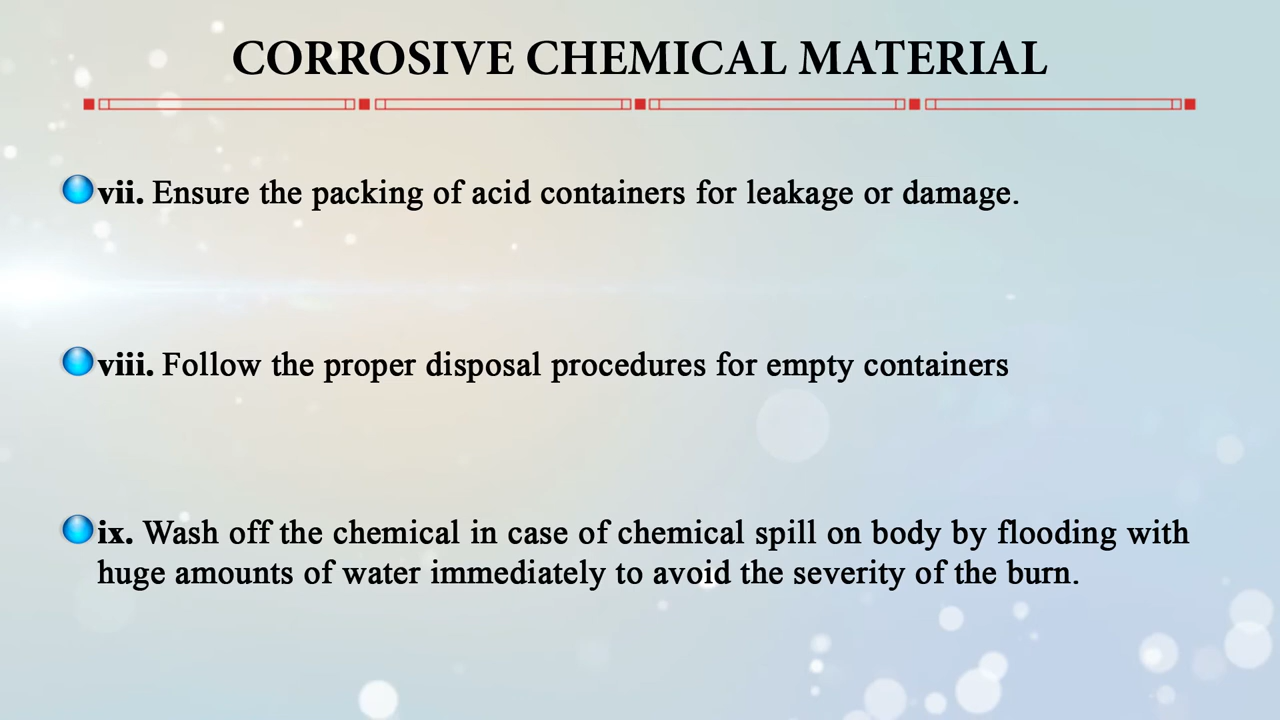 CORROSIVE CHEMICAL MATERIAL
vii. Ensure the packing of acid containers for leakage or damage.
viii. Follow the proper disposal procedures for empty containers
ix. Wash off the chemical in case of chemical spill on body by flooding with
huge amounts of water immediately to avoid the severity of the burn.